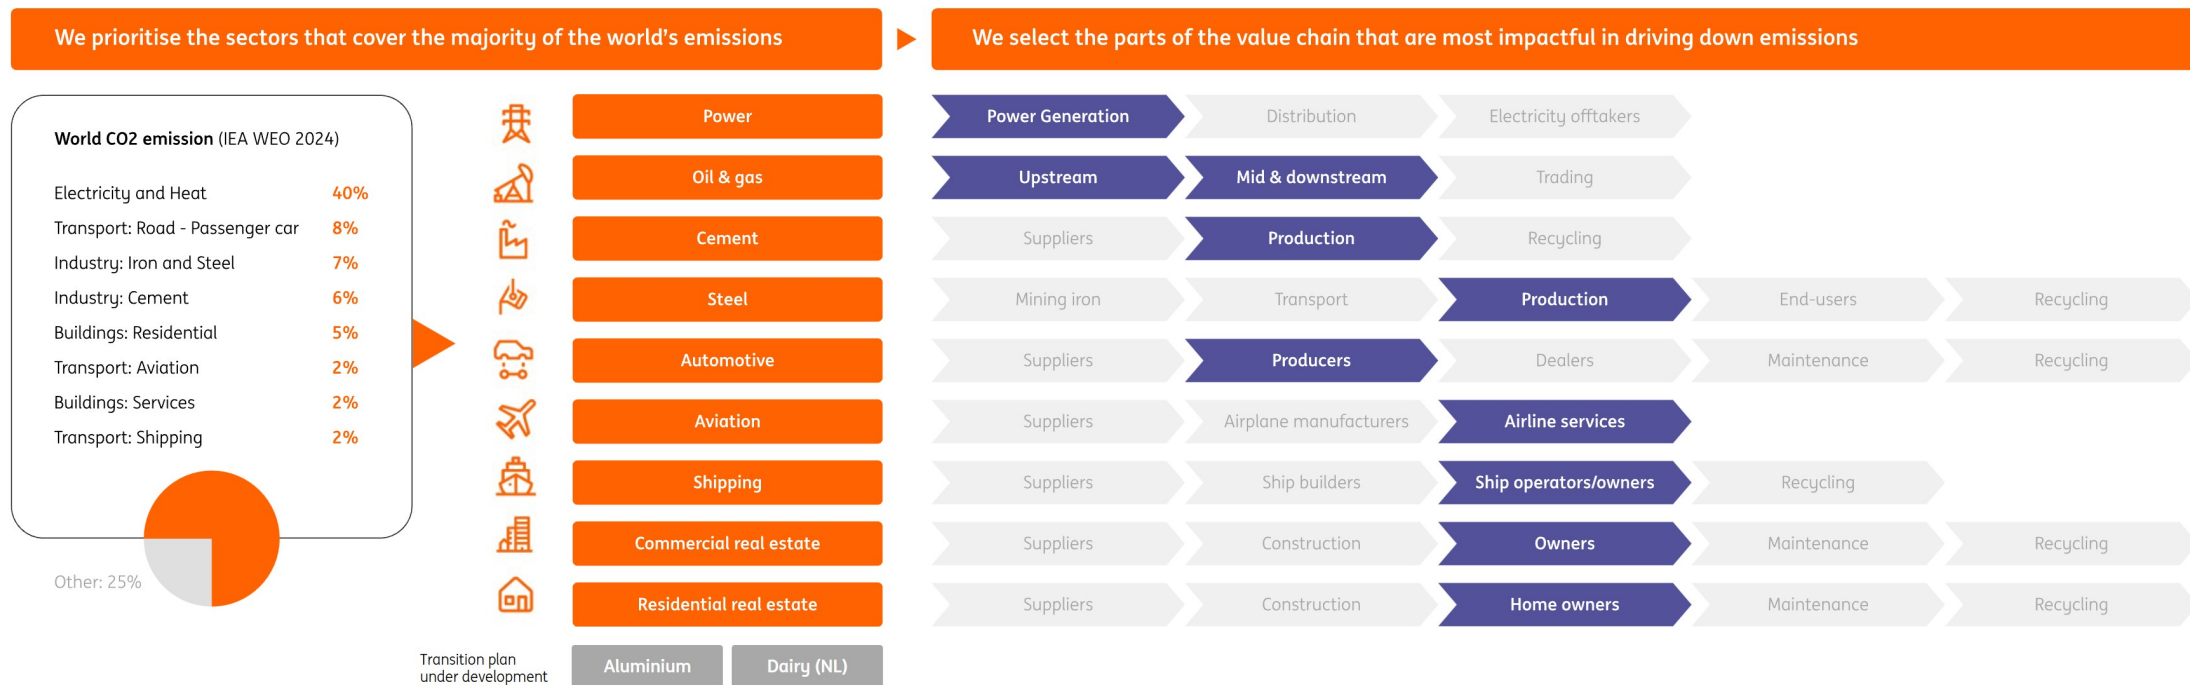 We prioritise the sectors that cover the majority of the world's emissions
We select the parts of the value chain that are most impactful in driving down emissions
World CO2 emission (IEA WEO 2024)
Electricity and Heat 40%
Transport: Road - Passenger car 8%
Industry: Iron and Steel 7%
Industry: Cement 6%
Buildings: Residential 5%
Transport: Aviation 2%
Buildings: Services 2%
Transport: Shipping 2%
Other: 25%
Power Power Generation Distribution Electricity offtakers
Oil & gas Upstream Mid & downstream Trading
Cement Suppliers Production Recycling
Steel Mining iron Transport Production End-users Recycling
Automotive Suppliers Producers Dealers Maintenance Recycling
Aviation Suppliers Airplane manufacturers Airline services
Shipping Suppliers Ship builders Ship operators/owners Recycling
Commercial real estate Suppliers Construction Owners Maintenance Recycling
Residential real estate Suppliers Construction Home owners Maintenance Recycling
Transition plan
under development
Aluminium Dairy (NL)